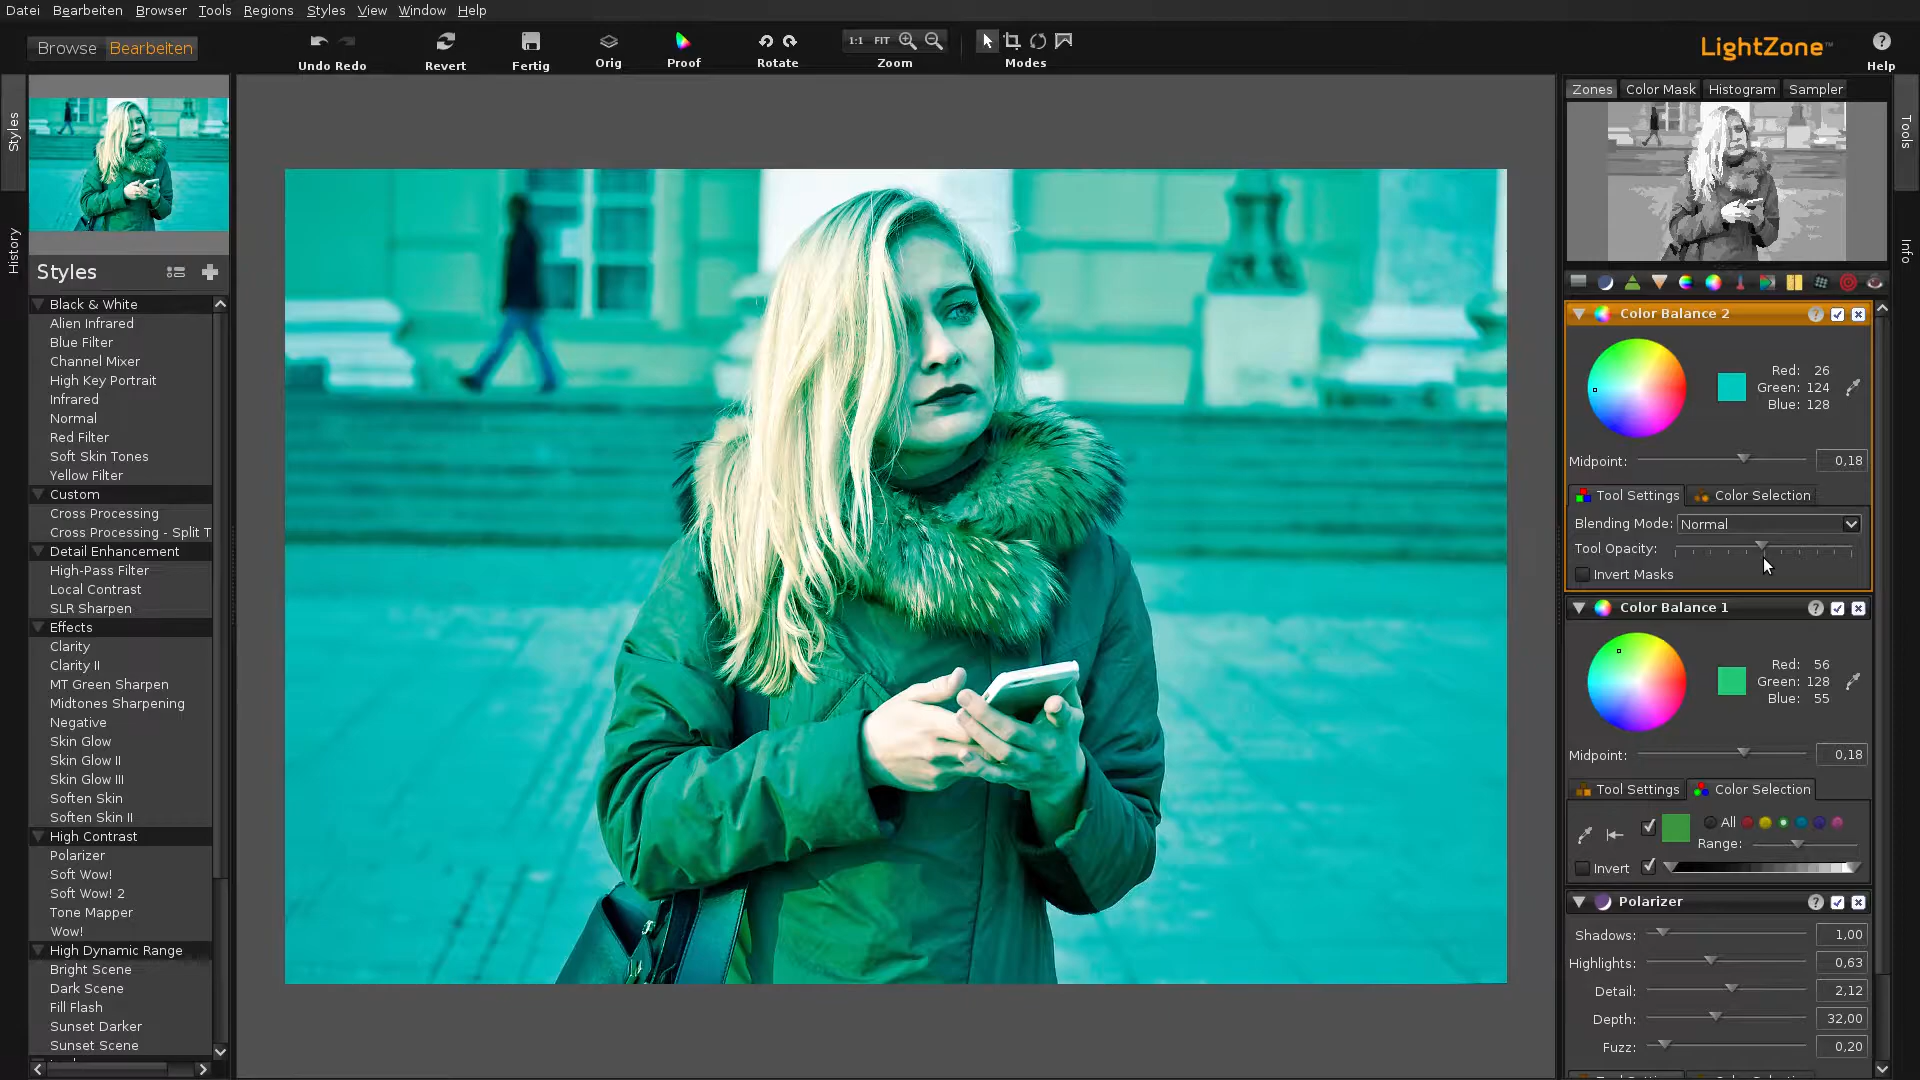 Datei Bearbeiten Browser Tools Regions Styles View Window Help
Browse Bearbeiten
Undo Redo Revert Fertig Orig Proof Rotate 1:1 FIT Zoom Modes
LightZone™ Help
Styles
History
Styles
Black & White
Alien Infrared
Blue Filter
Channel Mixer
High Key Portrait
Infrared
Normal
Red Filter
Soft Skin Tones
Yellow Filter
Custom
Cross Processing
Cross Processing - Split T
Detail Enhancement
High-Pass Filter
Local Contrast
SLR Sharpen
Effects
Clarity
Clarity II
MT Green Sharpen
Midtones Sharpening
Negative
Skin Glow
Skin Glow II
Skin Glow III
Soften Skin
Soften Skin II
High Contrast
Polarizer
Soft Wow!
Soft Wow! 2
Tone Mapper
Wow!
High Dynamic Range
Bright Scene
Dark Scene
Fill Flash
Sunset Darker
Sunset Scene
Zones Color Mask Histogram Sampler
Tools
Info
Color Balance 2 ?
Red: 26
Green: 124
Blue: 128
Midpoint: 0,18
Tool Settings Color Selection
Blending Mode: Normal
Tool Opacity:
Invert Masks
Color Balance 1 ?
Red: 56
Green: 128
Blue: 55
Midpoint: 0,18
Tool Settings Color Selection
All
Range:
Invert
Polarizer ?
Shadows: 1,00
Highlights: 0,63
Detail: 2,12
Depth: 32,00
Fuzz: 0,20